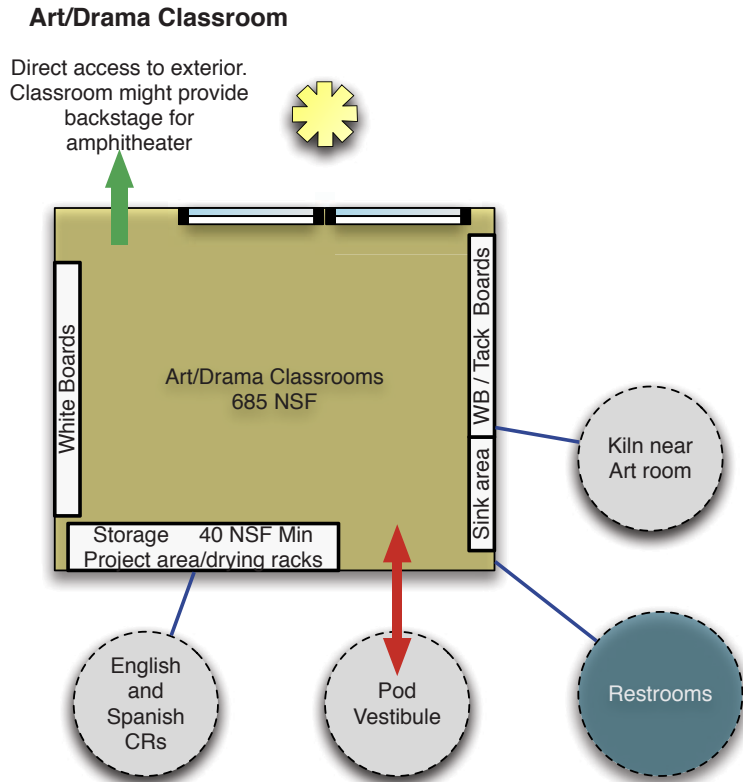 Art/Drama Classroom
Direct access to exterior.
Classroom might provide
backstage for
amphitheater
White Boards
WB / Tack Boards
Art/Drama Classrooms
685 NSF
Kiln near
Art room
Sink area
Storage 40 NSF Min
Project area/drying racks
English
and
Spanish
CRs
Pod
Vestibule
Restrooms